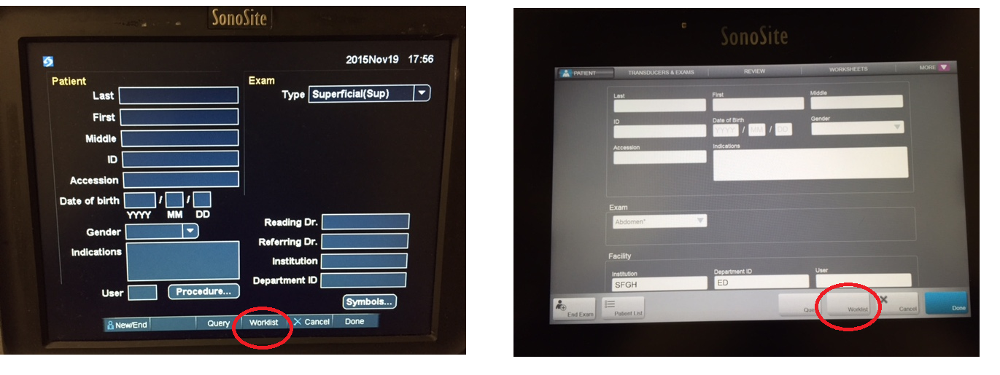 SonoSite
2015Nov19 17:56
Patient
Last
First
Middle
ID
Accession
Date of birth / /
YYYY MM DD
Gender
Indications
User Procedure...
Exam
Type Superficial(Sup)
Reading Dr.
Referring Dr.
Institution
Department ID
Symbols...
New/End Query Worklist X Cancel Done
SonoSite
PATIENT TRANSDUCERS & EXAMS REVIEW WORKSHEETS MORE
Last First Middle
ID Date of Birth Gender
YYYY / MM / DD
Accession Indications
Exam
Abdomen*
Facility
Institution Department ID User
SFGH ED
End Exam Patient List Worklist X Cancel Done